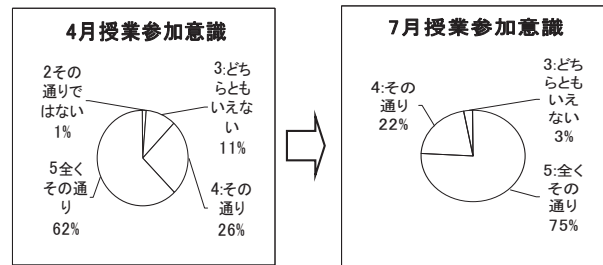 4月授業参加意識
2その
通りで
はない
1%
3:どち
らとも
いえな
い
11%
5全く
その通
り
62%
4:その
通り
26%
7月授業参加意識
4:その
通り
22%
3:どち
らとも
いえな
い
3%
5:全く
その通
り
75%